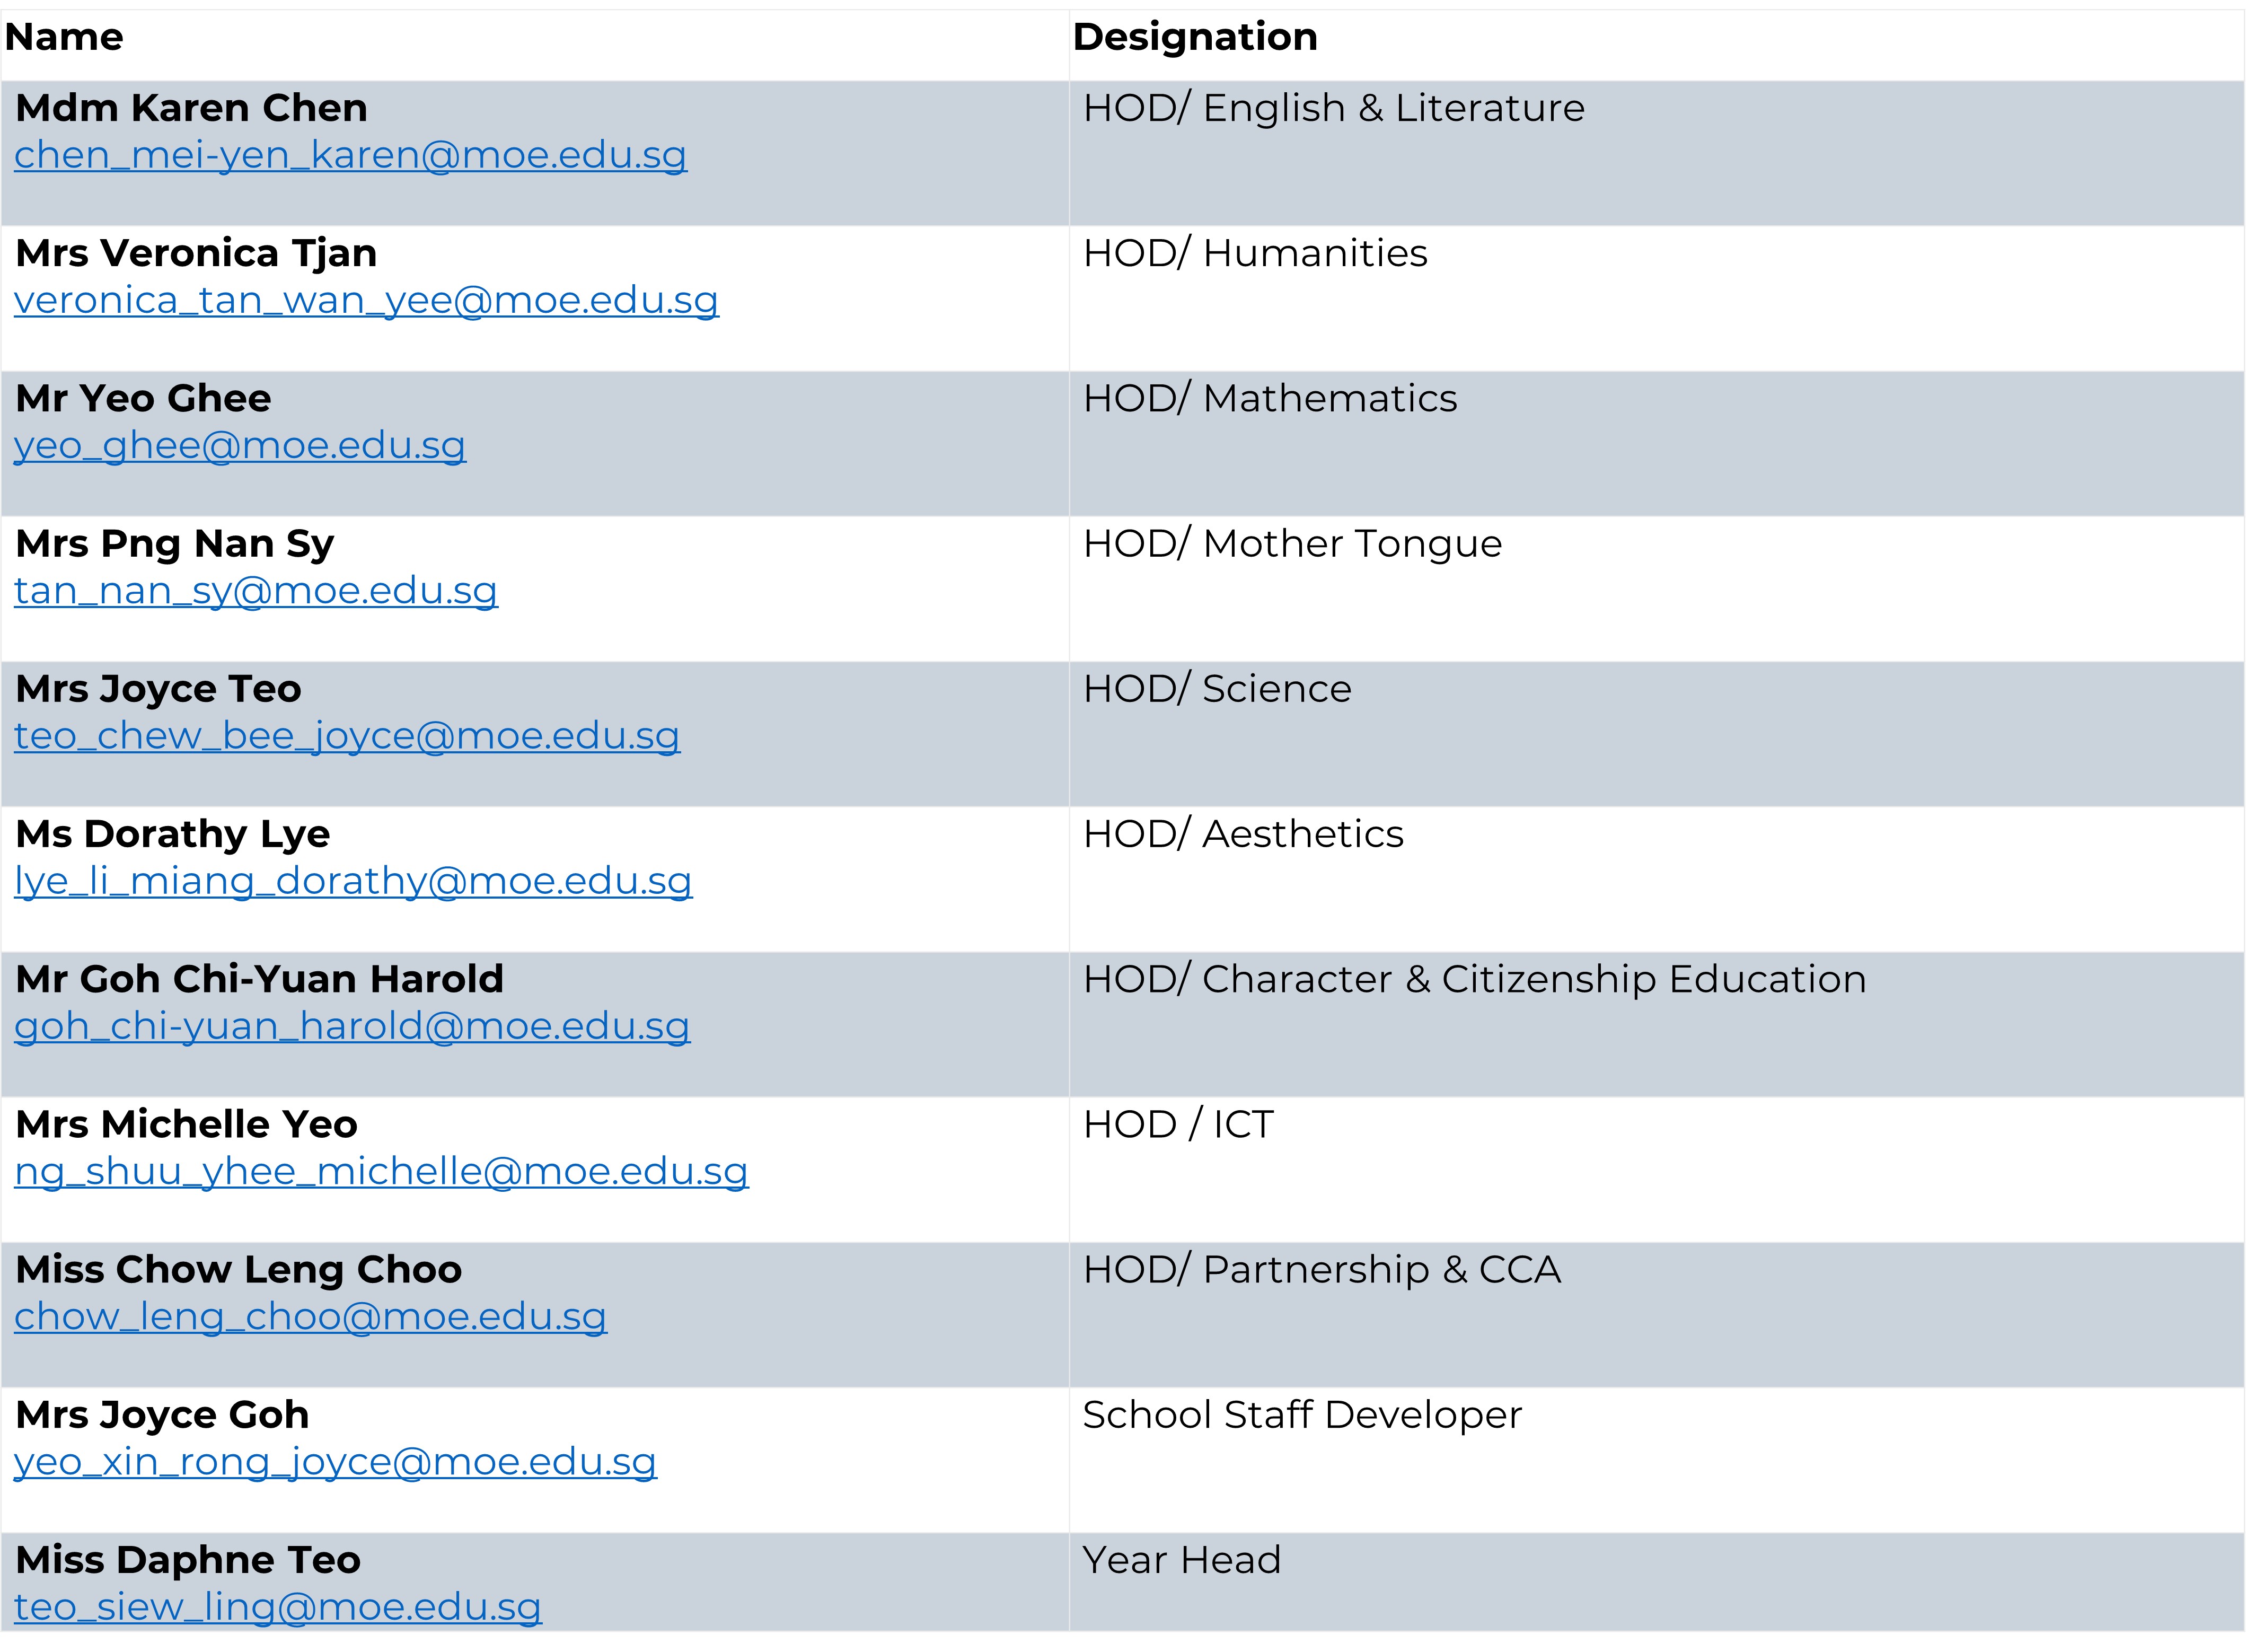 Name Designation
Mdm Karen Chen HOD/ English & Literature
chen_mei-yen_karen@moe.edu.sg
Mrs Veronica Tjan HOD/ Humanities
veronica_tan_wan_yee@moe.edu.sg
Mr Yeo Ghee HOD/ Mathematics
yeo_ghee@moe.edu.sg
Mrs Png Nan Sy HOD/ Mother Tongue
tan_nan_sy@moe.edu.sg
Mrs Joyce Teo HOD/ Science
teo_chew_bee_joyce@moe.edu.sg
Ms Dorathy Lye HOD/ Aesthetics
lye_li_miang_dorathy@moe.edu.sg
Mr Goh Chi-Yuan Harold HOD/ Character & Citizenship Education
goh_chi-yuan_harold@moe.edu.sg
Mrs Michelle Yeo HOD / ICT
ng_shuu_yhee_michelle@moe.edu.sg
Miss Chow Leng Choo HOD/ Partnership & CCA
chow_leng_choo@moe.edu.sg
Mrs Joyce Goh School Staff Developer
yeo_xin_rong_joyce@moe.edu.sg
Miss Daphne Teo Year Head
teo_siew_ling@moe.edu.sg